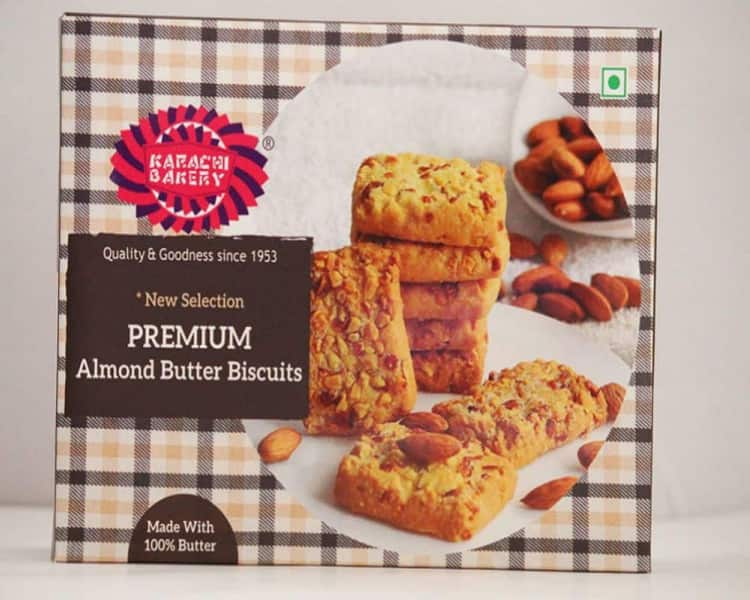 KARACHI
BAKERY
®
Quality & Goodness since 1953
* New Selection
PREMIUM
Almond Butter Biscuits
Made With
100% Butter